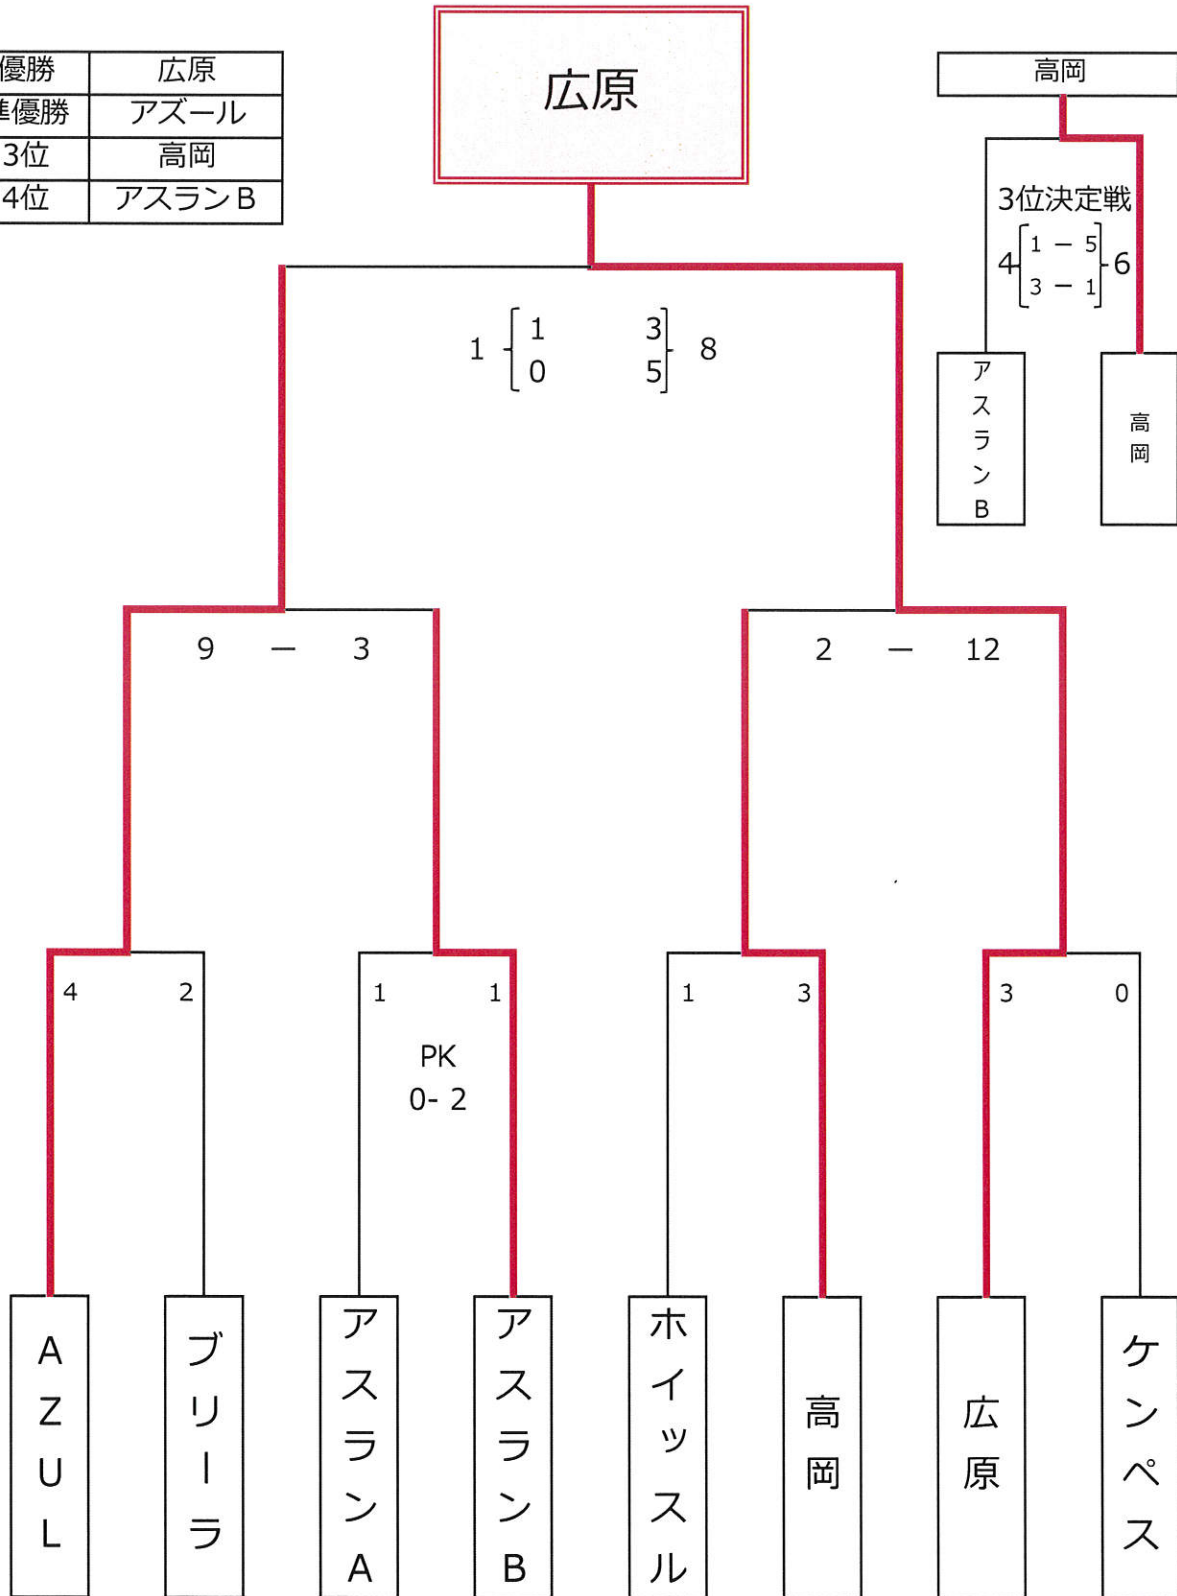 広原
優勝 広原
準優勝 アズール
3位 高岡
4位 アスランB
高岡
3位決定戦
4 1 - 5 6
3 - 1
アスランB
高岡
1 1 3 8
0 5
9 - 3
2 - 12
4 2
1 1
PK
0- 2
1 3
3 0
AZUL
ブリーラ
アスランA
アスランB
ホイッスル
高岡
広原
ケンペス